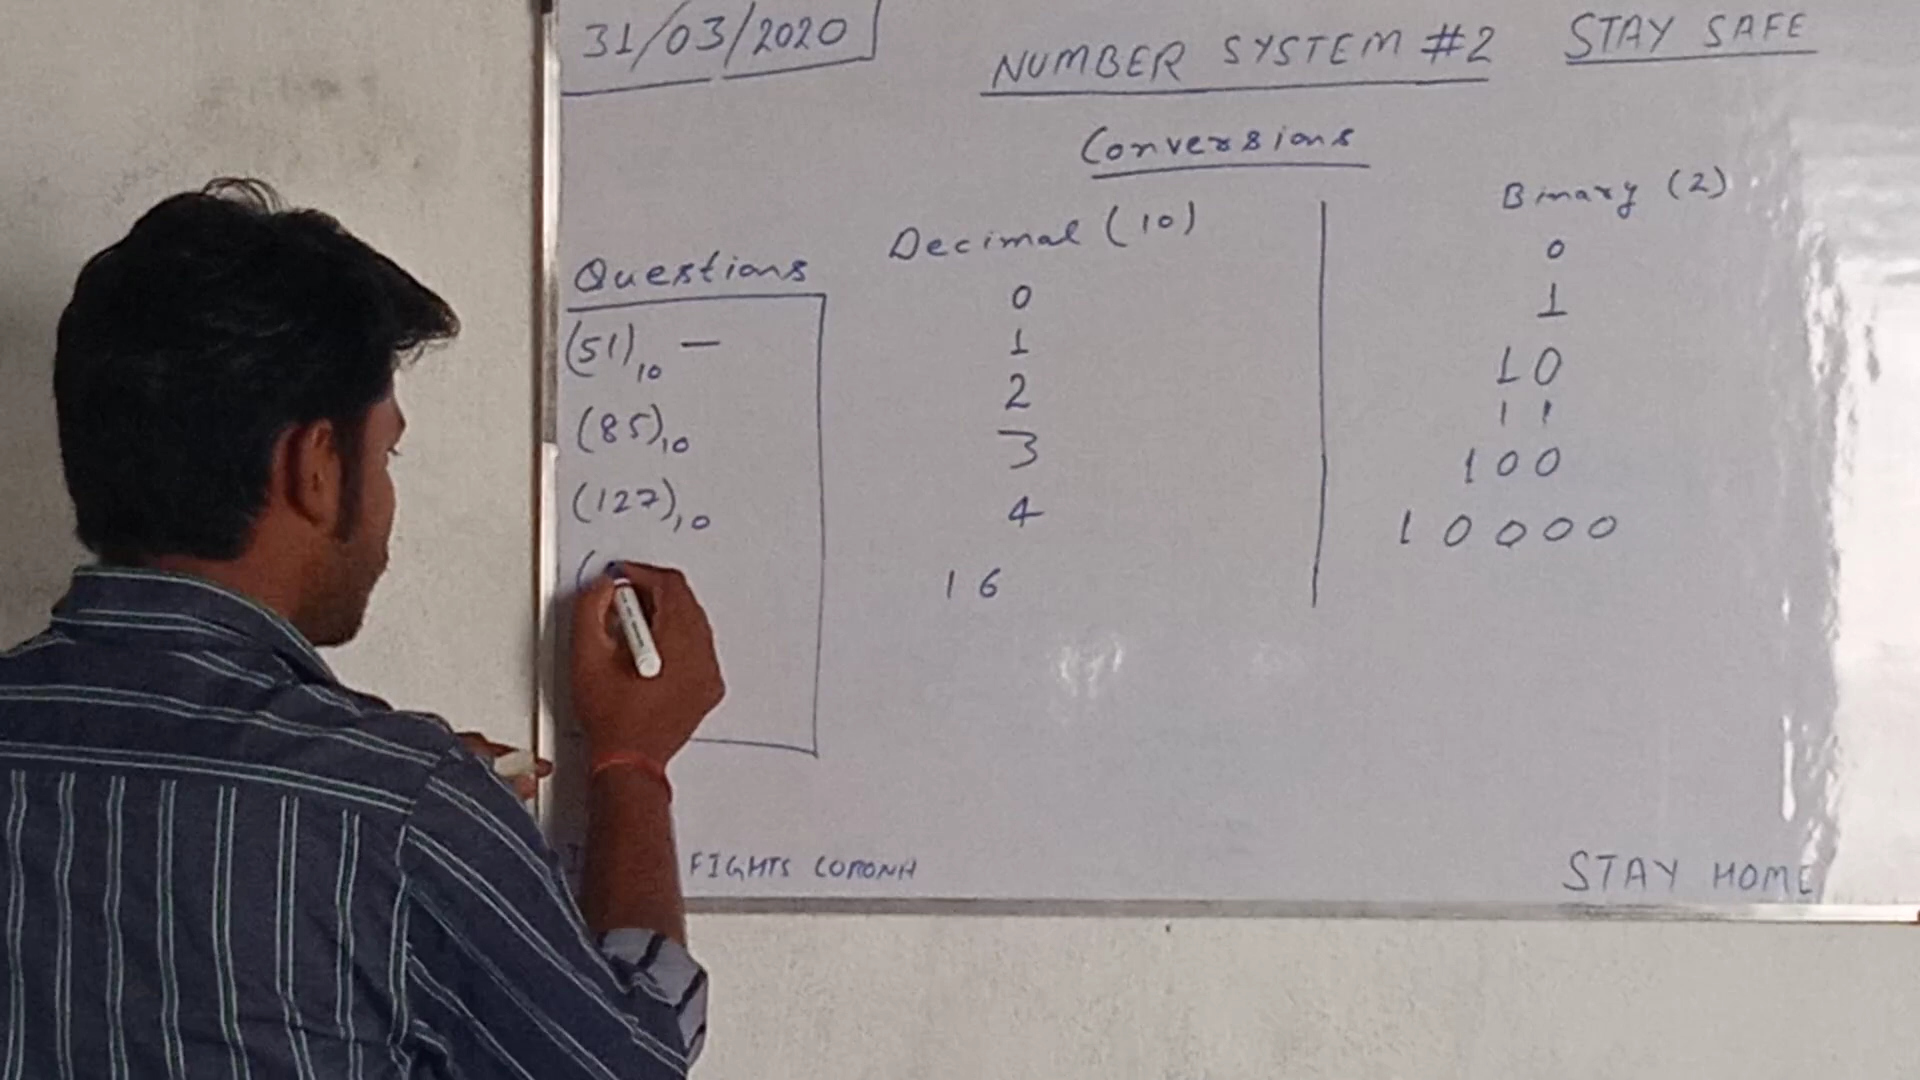 31/03/2020
NUMBER SYSTEM #2
STAY SAFE
Conversions
Questions
(51)10 —
(85)10
(127)10
(
Decimal (10)
0
1
2
3
4
16
Binary (2)
0
1
10
11
100
10000
FIGHTS CORONA
STAY HOME